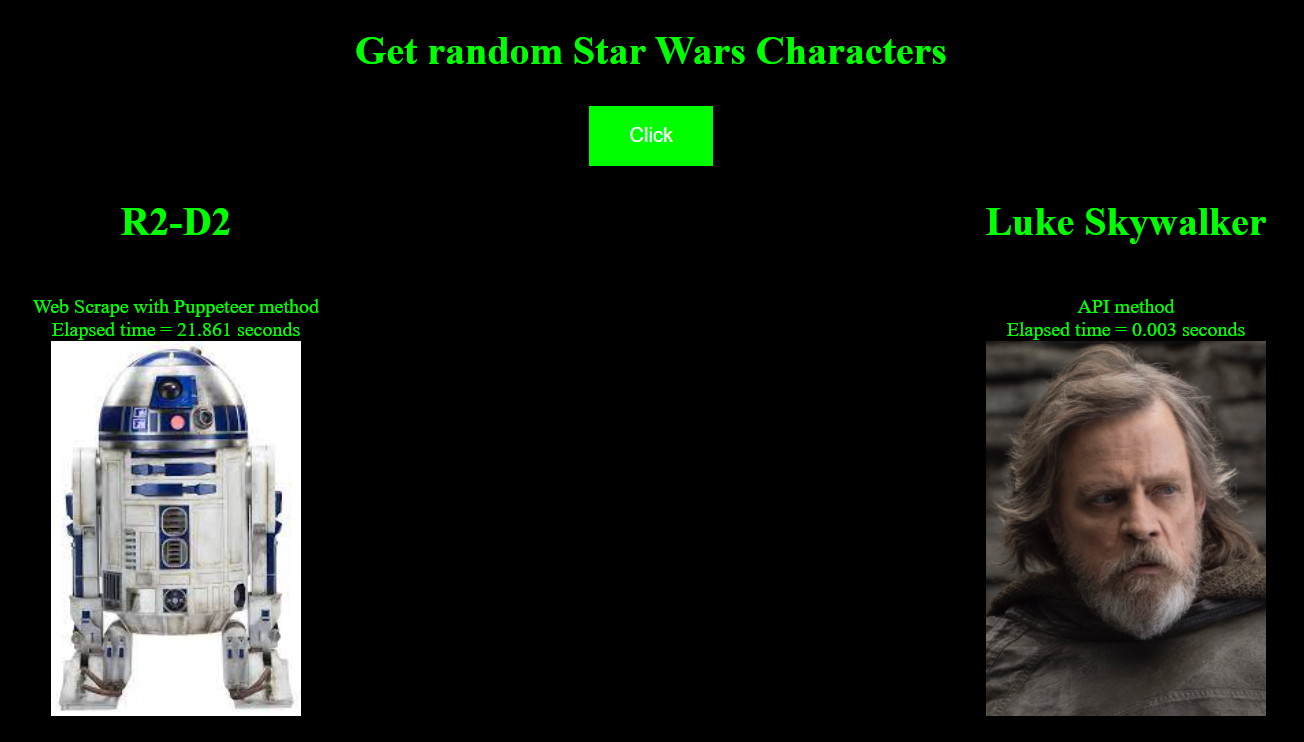 Get random Star Wars Characters
Click
R2-D2
Web Scrape with Puppeteer method
Elapsed time = 21.861 seconds
Luke Skywalker
API method
Elapsed time = 0.003 seconds